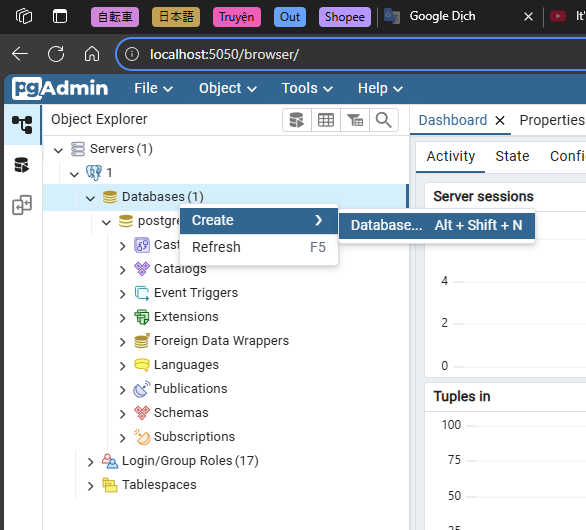 自転車 日本語 Truyện Out Shopee Google Dịch It'
localhost:5050/browser/
pgAdmin File Object Tools Help
Object Explorer
Dashboard Properties
Servers (1)
Activity State Confi
1
Databases (1)
Server sessions
postgre
Create
Database... Alt + Shift + N
Cast
Refresh F5
Catalogs
Event Triggers
4
Extensions
2
Foreign Data Wrappers
Languages
0
Publications
Tuples in
Schemas
100
Subscriptions
Login/Group Roles (17)
75
Tablespaces
50
25